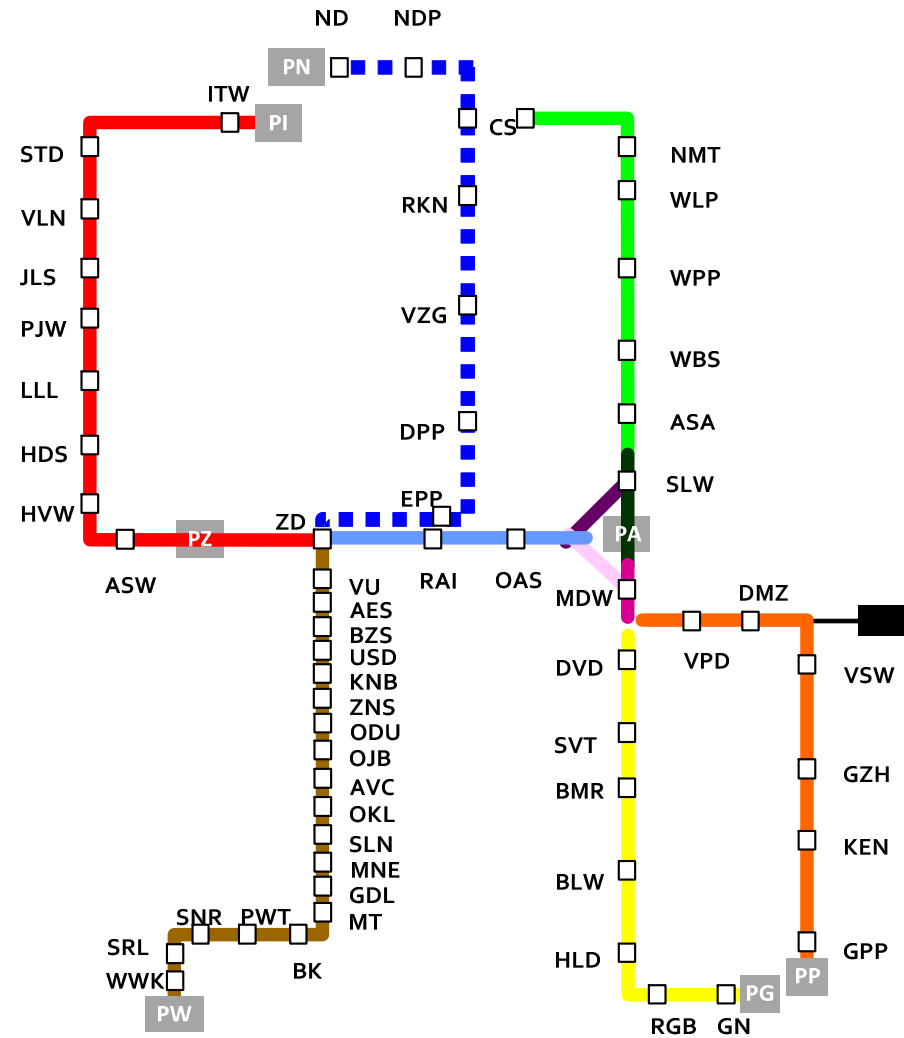 ND NDP
PN
ITW
PI
CS
STD
NMT
WLP
RKN
VLN
JLS
WPP
VZG
PJW
WBS
LLL
ASA
DPP
HDS
SLW
EPP
HVW
ZD
PZ
PA
ASW
RAI OAS
VU
MDW
DMZ
AES
BZS
USD
DVD
VPD
VSW
KNB
ZNS
ODU
SVT
OJB
GZH
AVC
BMR
OKL
SLN
KEN
MNE
BLW
GDL
SNR PWT
MT
SRL
GPP
HLD
BK
WWK
PP
PG
PW
RGB GN